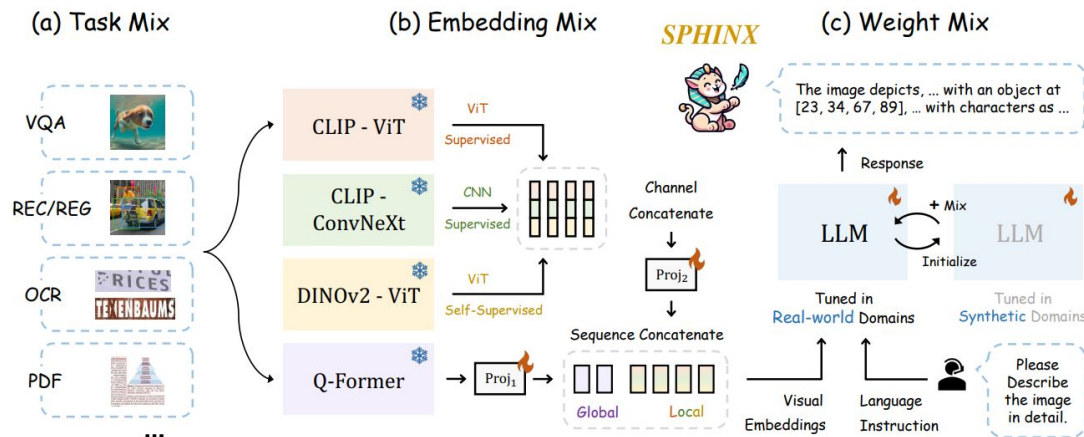 (a) Task Mix
(b) Embedding Mix
SPHINX
(c) Weight Mix
VQA
REC/REG
OCR
RICES
TEXENBAUMS
PDF
...
CLIP - ViT
CLIP -
ConvNeXt
DINOv2 - ViT
Q-Former
ViT
Supervised
CNN
Supervised
ViT
Self-Supervised
Channel
Concatenate
Proj2
Sequence Concatenate
Proj1
Global
Local
The image depicts, ... with an object at
[23, 34, 67, 89], ... with characters as ...
Response
LLM
+ Mix
Initialize
LLM
Tuned in
Real-world Domains
Tuned in
Synthetic Domains
Visual
Embeddings
Language
Instruction
Please
Describe
the image
in detail.